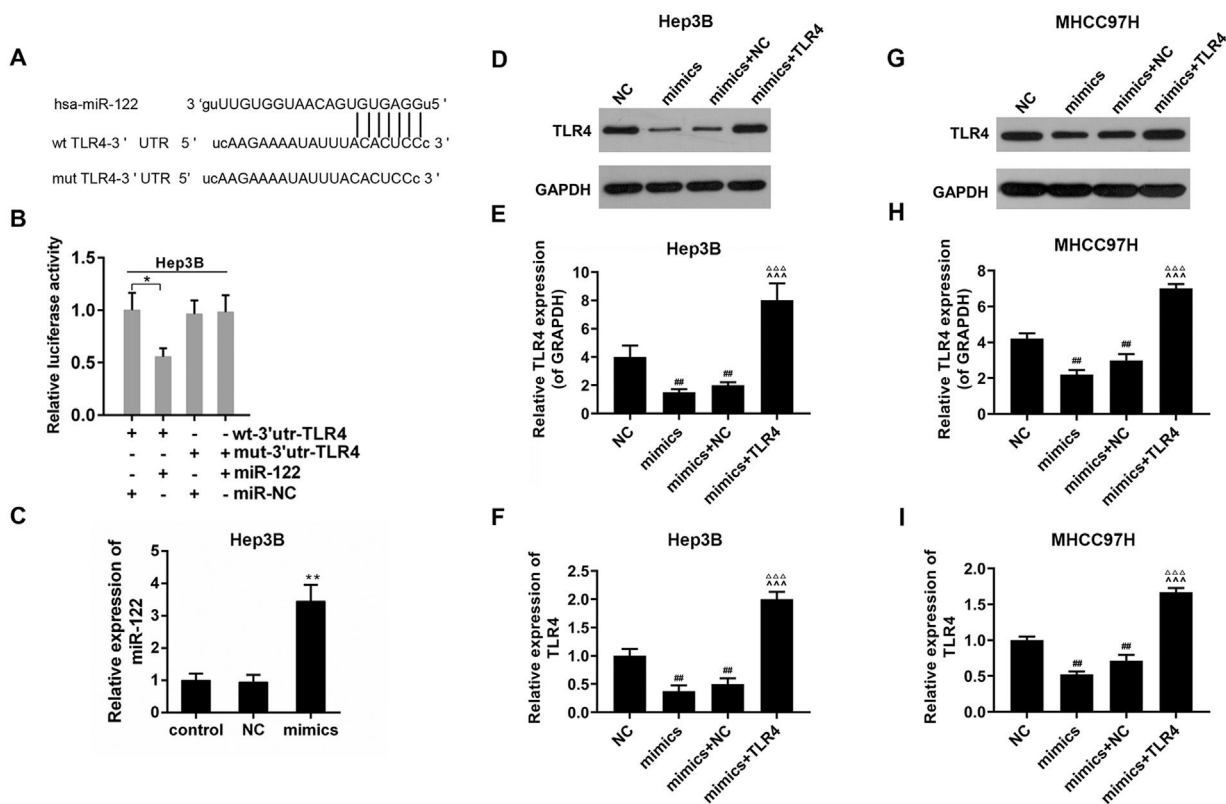 A
hsa-miR-122 3 'guUUGUGGUAACAGUGUGAGGu5 '
wt TLR4-3 ' UTR 5 ' ucAAGAAAAUAUUUACACUCCc 3 '
mut TLR4-3 ' UTR 5' ucAAGAAAAUAUUUACACUCCc 3 '
B
Hep3B
*
Relative luciferase activity
1.5
1.0
0.5
0.0
+ + - - wt-3'utr-TLR4
- - + + mut-3'utr-TLR4
- + - + miR-122
+ - + - miR-NC
C
Hep3B
Relative expression of
miR-122
5
4
3
2
1
0
**
control NC mimics
Hep3B
D
NC mimics mimics+NC mimics+TLR4
TLR4
GAPDH
E
Hep3B
Relative TLR4 expression
(of GRAPDH)
10
8
6
4
2
0
## ## △△△
^^^
NC mimics mimics+NC mimics+TLR4
F
Hep3B
Relative expression of
TLR4
2.5
2.0
1.5
1.0
0.5
0.0
## ## △△△
^^^
NC mimics mimics+NC mimics+TLR4
MHCC97H
G
NC mimics mimics+NC mimics+TLR4
TLR4
GAPDH
H
MHCC97H
Relative TLR4 expression
(of GRAPDH)
8
6
4
2
0
## ## △△△
^^^
NC mimics mimics+NC mimics+TLR4
I
MHCC97H
Relative expression of
TLR4
2.0
1.5
1.0
0.5
0.0
## ## △△△
^^^
NC mimics mimics+NC mimics+TLR4